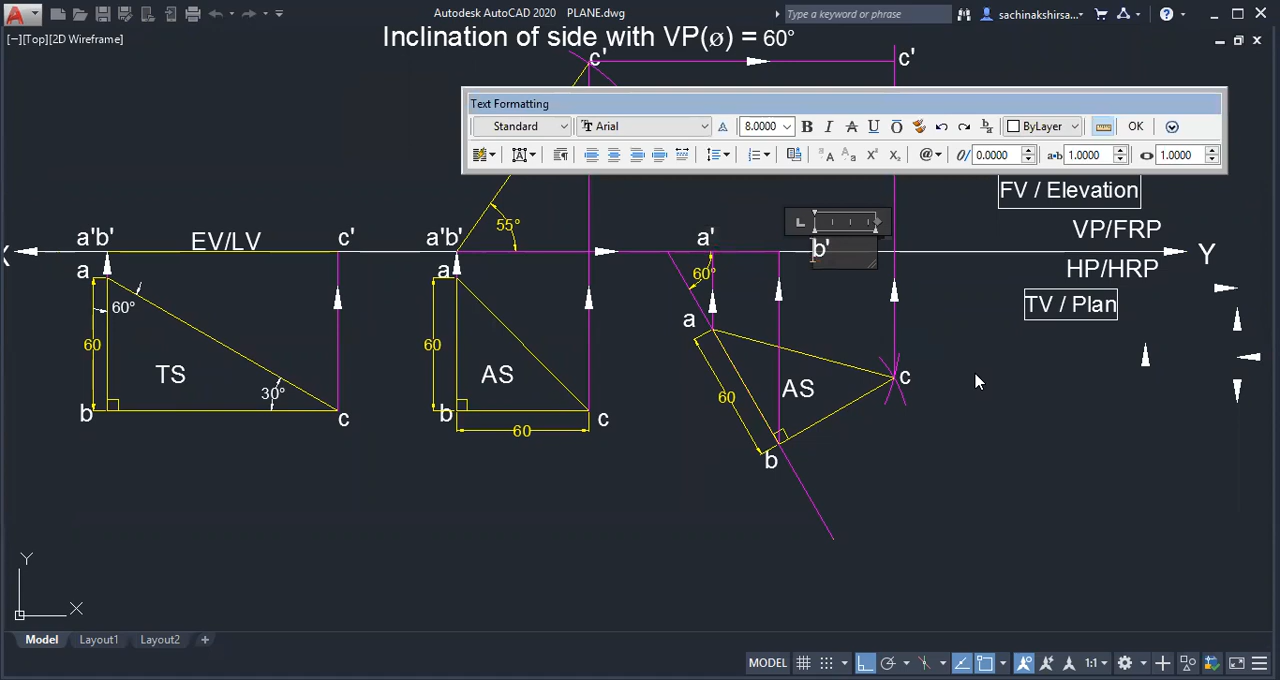 Autodesk AutoCAD 2020 PLANE.dwg
Type a keyword or phrase
sachinakshirsa...
[−][Top][2D Wireframe]
Inclination of side with VP(ø) = 60°
c'
c'
Text Formatting
Standard
Arial
8.0000
B I A U O
ByLayer
OK
@
0/ 0.0000
a•b 1.0000
1.0000
FV / Elevation
55°
VP/FRP
X
a'b'
EV/LV
c'
a'b'
a'
b'
Y
HP/HRP
TV / Plan
a
a
60°
60°
a
60
TS
30°
60
AS
AS
c
60
b
c
b
c
60
b
Y
X
Model Layout1 Layout2 +
MODEL
1:1